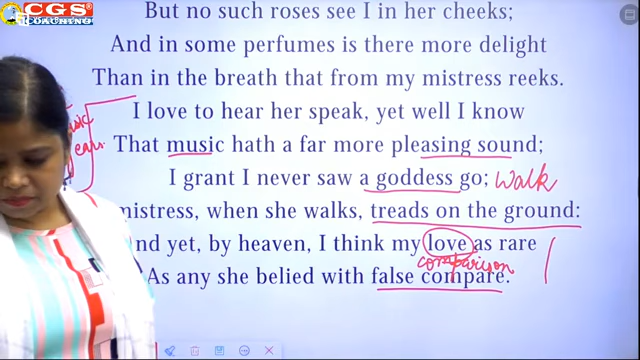 CGS
COACHING
But no such roses see I in her cheeks;
And in some perfumes is there more delight
Than in the breath that from my mistress reeks.
I love to hear her speak, yet well I know
That music hath a far more pleasing sound;
I grant I never saw a goddess go; walk
mistress, when she walks, treads on the ground:
And yet, by heaven, I think my love as rare
comparison
As any she belied with false compare.